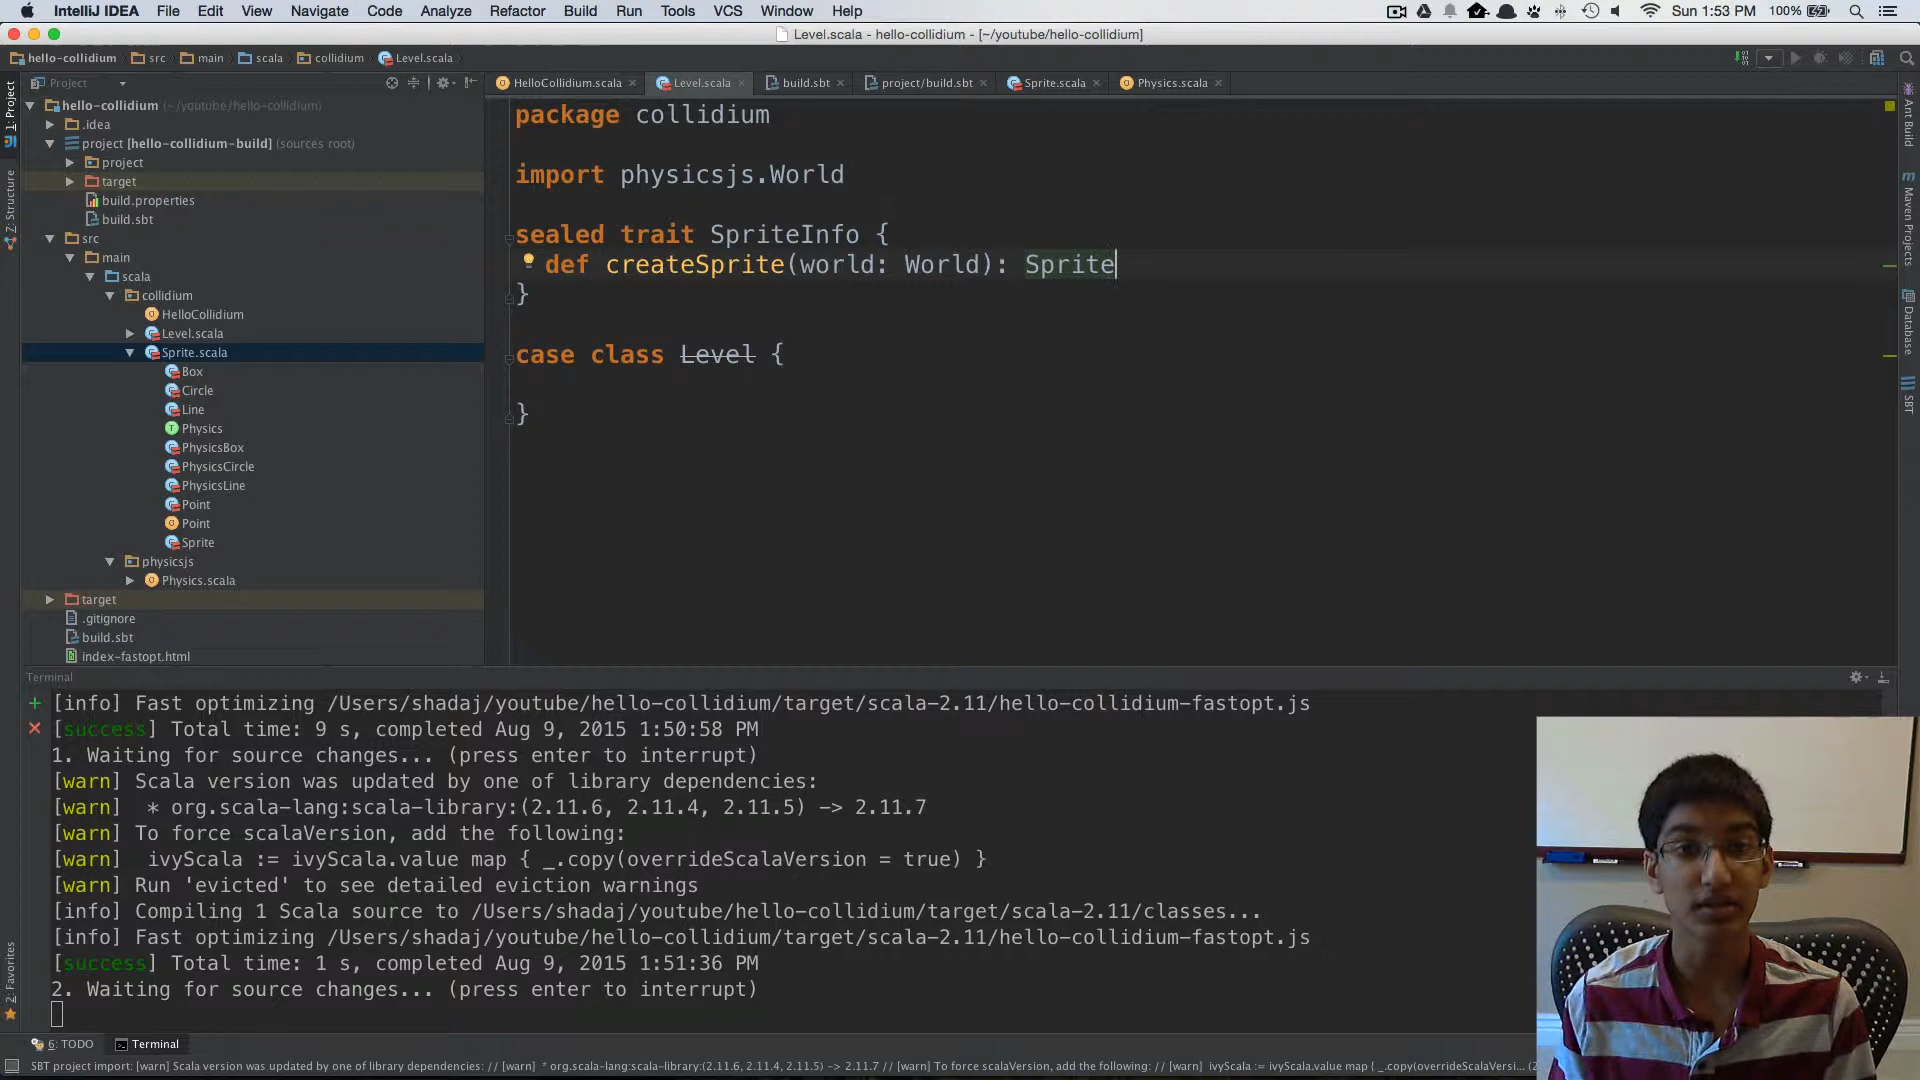 IntelliJ IDEA File Edit View Navigate Code Analyze Refactor Build Run Tools VCS Window Help
100% Sun 1:53 PM
Level.scala - hello-collidium - [~/youtube/hello-collidium]
hello-collidium src main scala collidium Level.scala
Project
HelloCollidium.scala Level.scala build.sbt project/build.sbt Sprite.scala Physics.scala
hello-collidium (~/youtube/hello-collidium)
.idea
project [hello-collidium-build] (sources root)
project
target
build.properties
build.sbt
src
main
scala
collidium
HelloCollidium
Level.scala
Sprite.scala
Box
Circle
Line
Physics
PhysicsBox
PhysicsCircle
PhysicsLine
Point
Point
Sprite
physicsjs
Physics.scala
target
.gitignore
build.sbt
index-fastopt.html
1: Project
7: Structure
2: Favorites
package collidium
import physicsjs.World
sealed trait SpriteInfo {
def createSprite(world: World): Sprite
}
case class Level {
}
Ant Build
Maven Projects
Database
SBT
Terminal
[info] Fast optimizing /Users/shadaj/youtube/hello-collidium/target/scala-2.11/hello-collidium-fastopt.js
[success] Total time: 9 s, completed Aug 9, 2015 1:50:58 PM
1. Waiting for source changes... (press enter to interrupt)
[warn] Scala version was updated by one of library dependencies:
[warn] * org.scala-lang:scala-library:(2.11.6, 2.11.4, 2.11.5) -> 2.11.7
[warn] To force scalaVersion, add the following:
[warn] ivyScala := ivyScala.value map { _.copy(overrideScalaVersion = true) }
[warn] Run 'evicted' to see detailed eviction warnings
[info] Compiling 1 Scala source to /Users/shadaj/youtube/hello-collidium/target/scala-2.11/classes...
[info] Fast optimizing /Users/shadaj/youtube/hello-collidium/target/scala-2.11/hello-collidium-fastopt.js
[success] Total time: 1 s, completed Aug 9, 2015 1:51:36 PM
2. Waiting for source changes... (press enter to interrupt)
6: TODO Terminal
SBT project import: [warn] Scala version was updated by one of library dependencies: // [warn] * org.scala-lang:scala-library:(2.11.6, 2.11.4, 2.11.5) -> 2.11.7 // [warn] To force scalaVersion, add the following: // [warn] ivyScala := ivyScala.value map { _.copy(overrideScalaVersi... (2